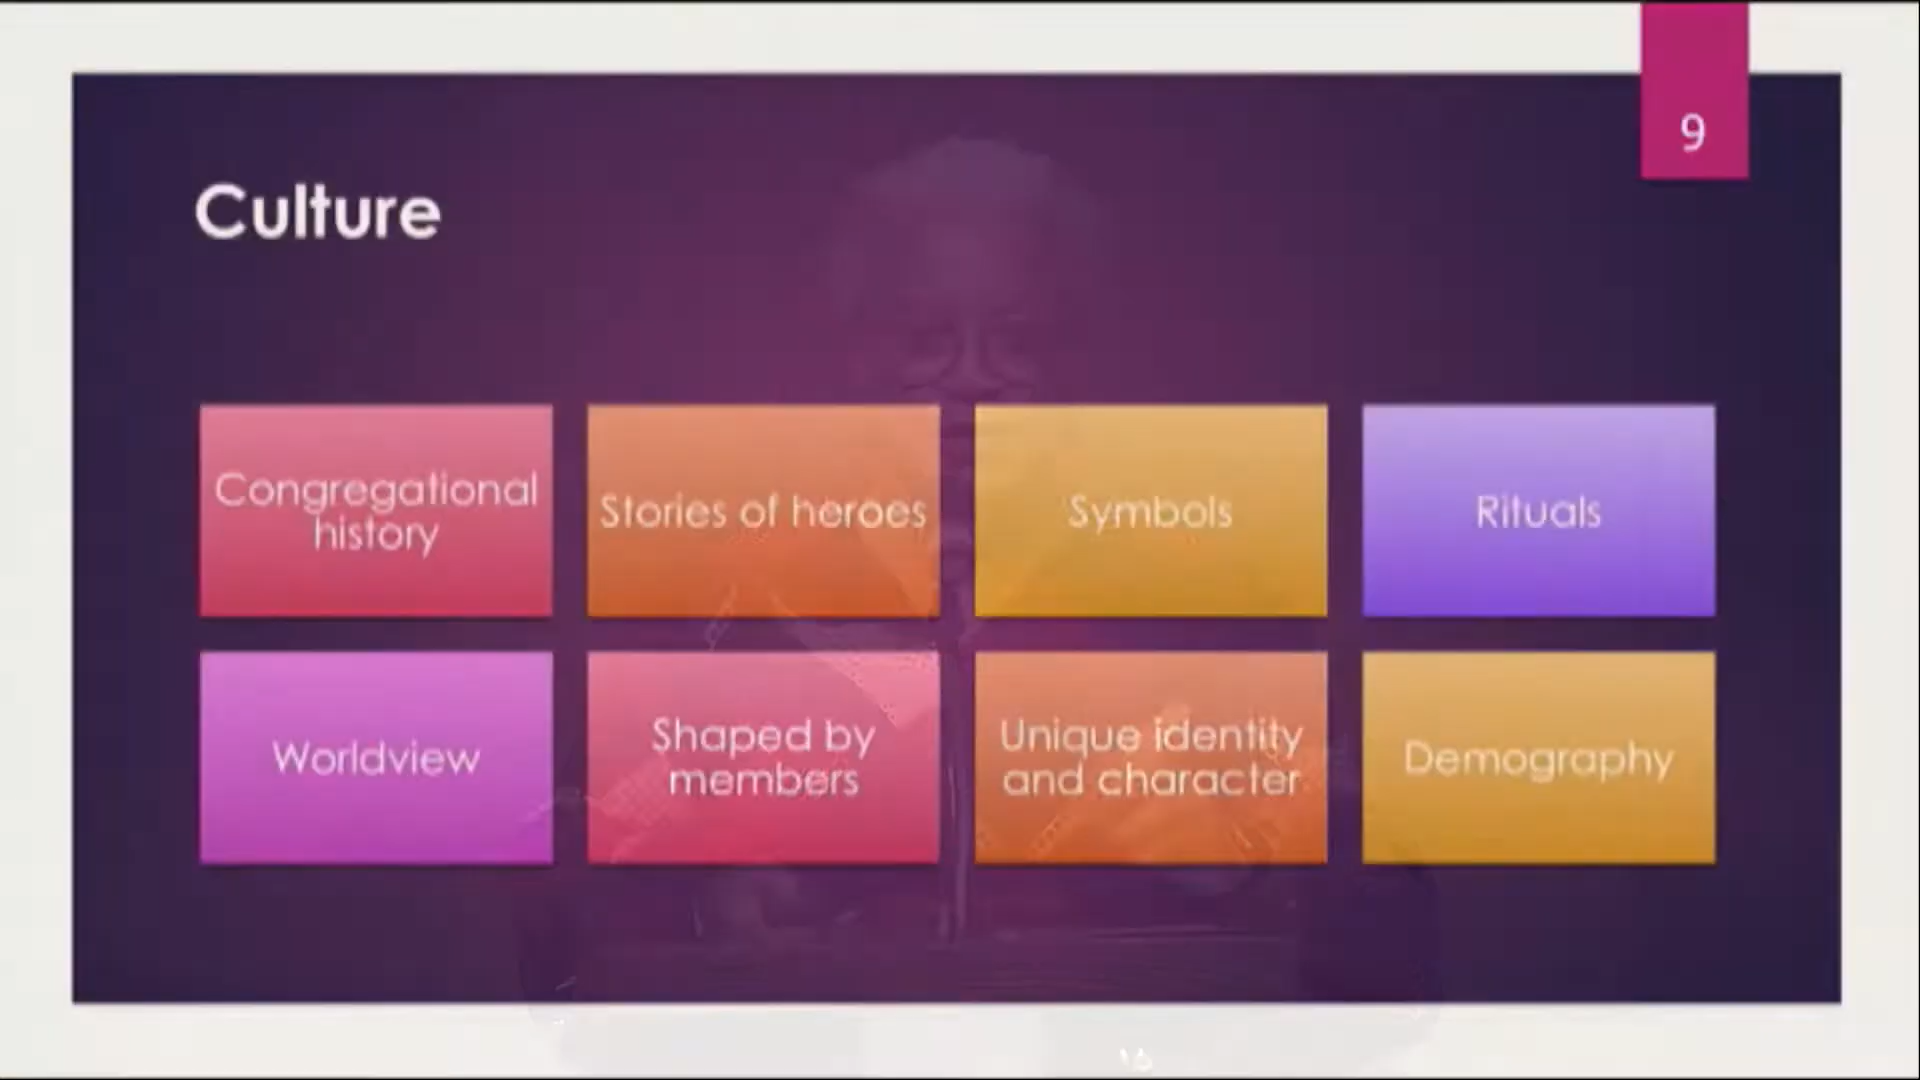 9
Culture
Congregational
history
Stories of heroes
Symbols
Rituals
Worldview
Shaped by
members
Unique identity
and character
Demography